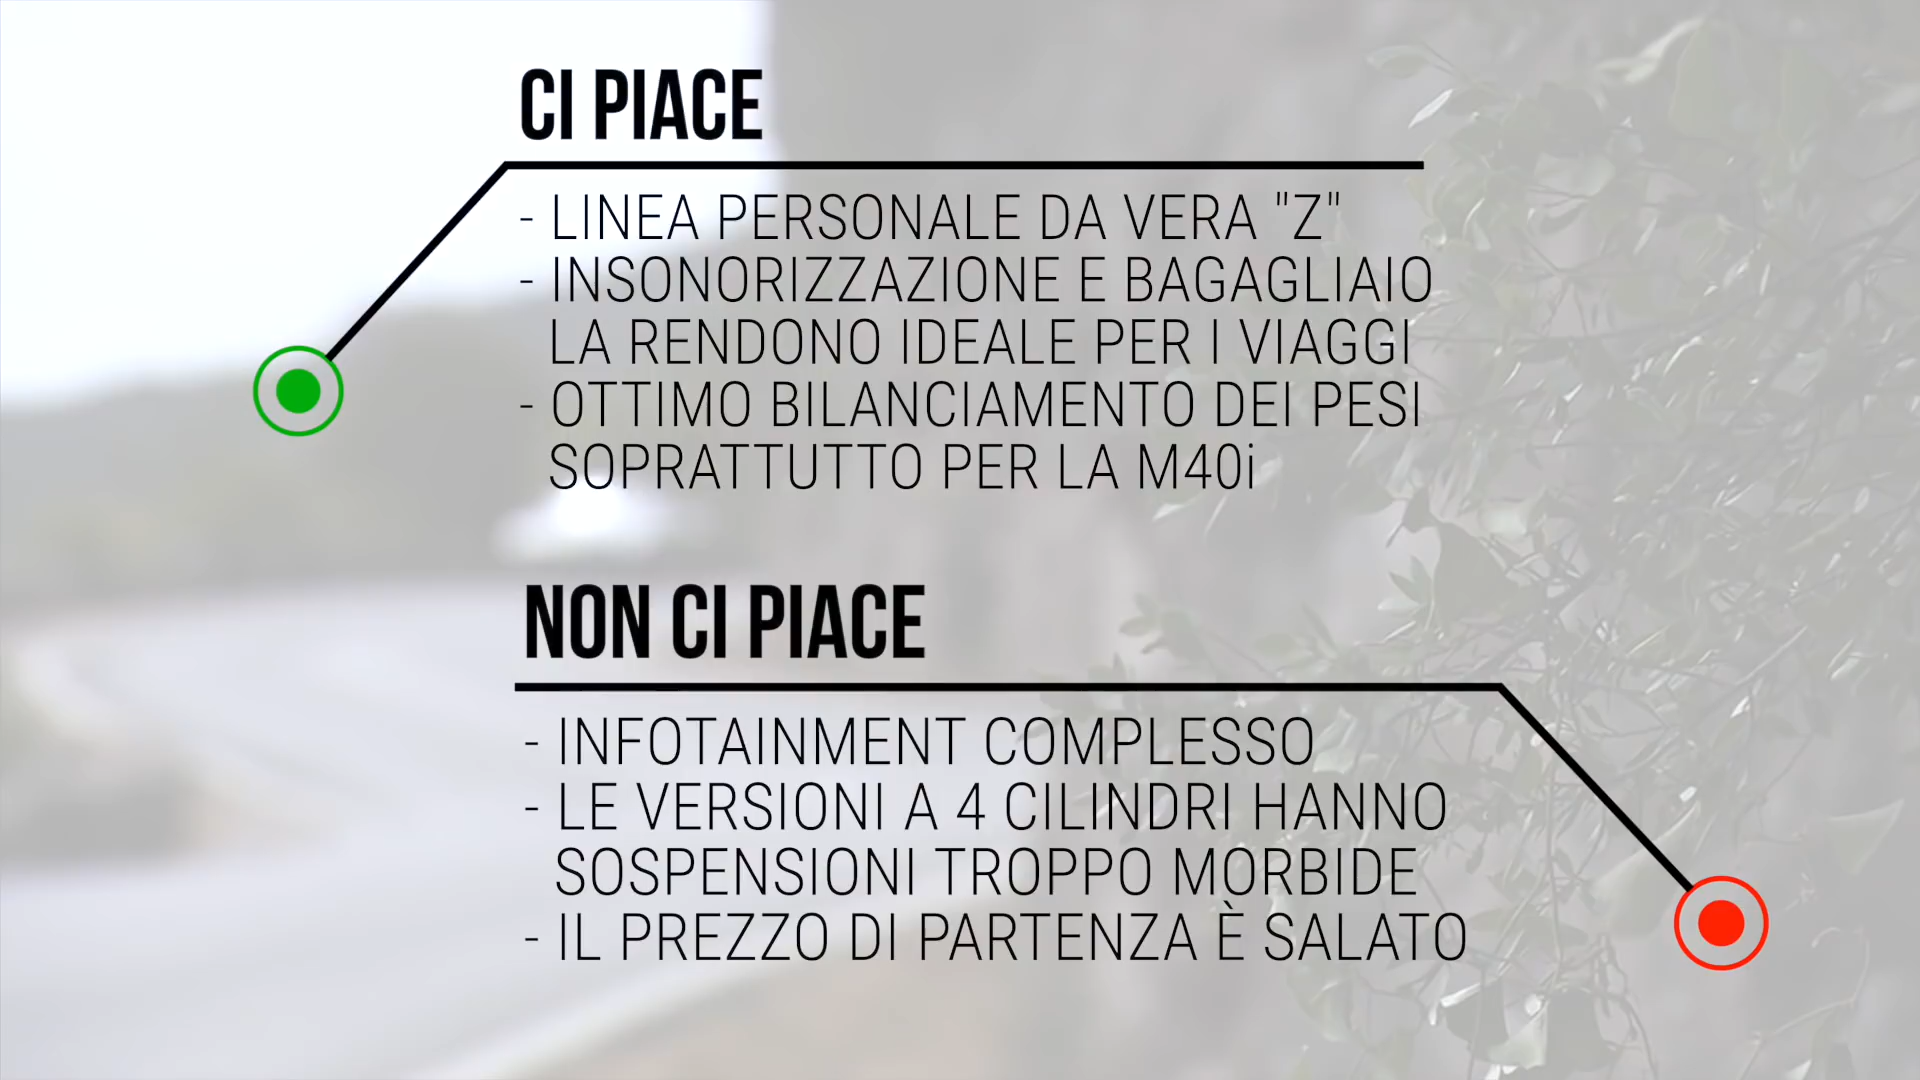 CI PIACE
- LINEA PERSONALE DA VERA "Z"
- INSONORIZZAZIONE E BAGAGLIAIO
LA RENDONO IDEALE PER I VIAGGI
- OTTIMO BILANCIAMENTO DEI PESI
SOPRATTUTTO PER LA M40i
NON CI PIACE
- INFOTAINMENT COMPLESSO
- LE VERSIONI A 4 CILINDRI HANNO
SOSPENSIONI TROPPO MORBIDE
- IL PREZZO DI PARTENZA È SALATO